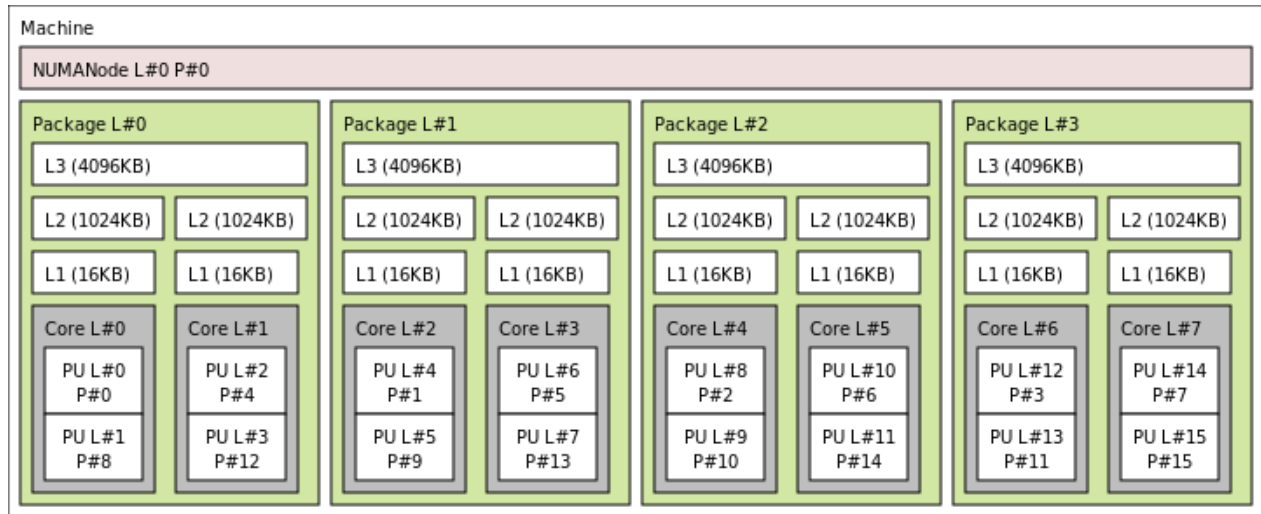 Machine
NUMANode L#0 P#0
Package L#0
L3 (4096KB)
L2 (1024KB)
L2 (1024KB)
L1 (16KB)
L1 (16KB)
Core L#0
PU L#0
P#0
PU L#1
P#8
Core L#1
PU L#2
P#4
PU L#3
P#12
Package L#1
L3 (4096KB)
L2 (1024KB)
L2 (1024KB)
L1 (16KB)
L1 (16KB)
Core L#2
PU L#4
P#1
PU L#5
P#9
Core L#3
PU L#6
P#5
PU L#7
P#13
Package L#2
L3 (4096KB)
L2 (1024KB)
L2 (1024KB)
L1 (16KB)
L1 (16KB)
Core L#4
PU L#8
P#2
PU L#9
P#10
Core L#5
PU L#10
P#6
PU L#11
P#14
Package L#3
L3 (4096KB)
L2 (1024KB)
L2 (1024KB)
L1 (16KB)
L1 (16KB)
Core L#6
PU L#12
P#3
PU L#13
P#11
Core L#7
PU L#14
P#7
PU L#15
P#15